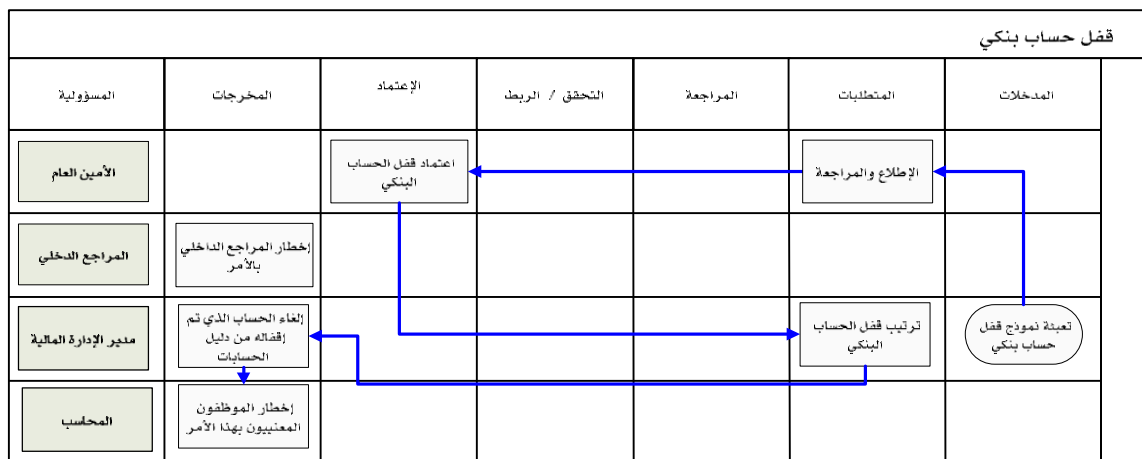 قفل حساب بنكي
المدخلات
المتطلبات
المراجعة
التحقق / الربط
الإعتماد
المخرجات
المسؤولية
الإطلاع والمراجعة
اعتماد قفل الحساب
البنكي
الأمين العام
إخطار المراجع الداخلي
بالأمر
المراجع الدخلي
تعبئة نموذج قفل
حساب بنكي
ترتيب قفل الحساب
البنكي
إلغاء الحساب الذي تم
إقفاله من دليل
الحسابات
مدير الإدارة المالية
إخطار الموظفون
المعنييون بهذا الأمر
المحاسب